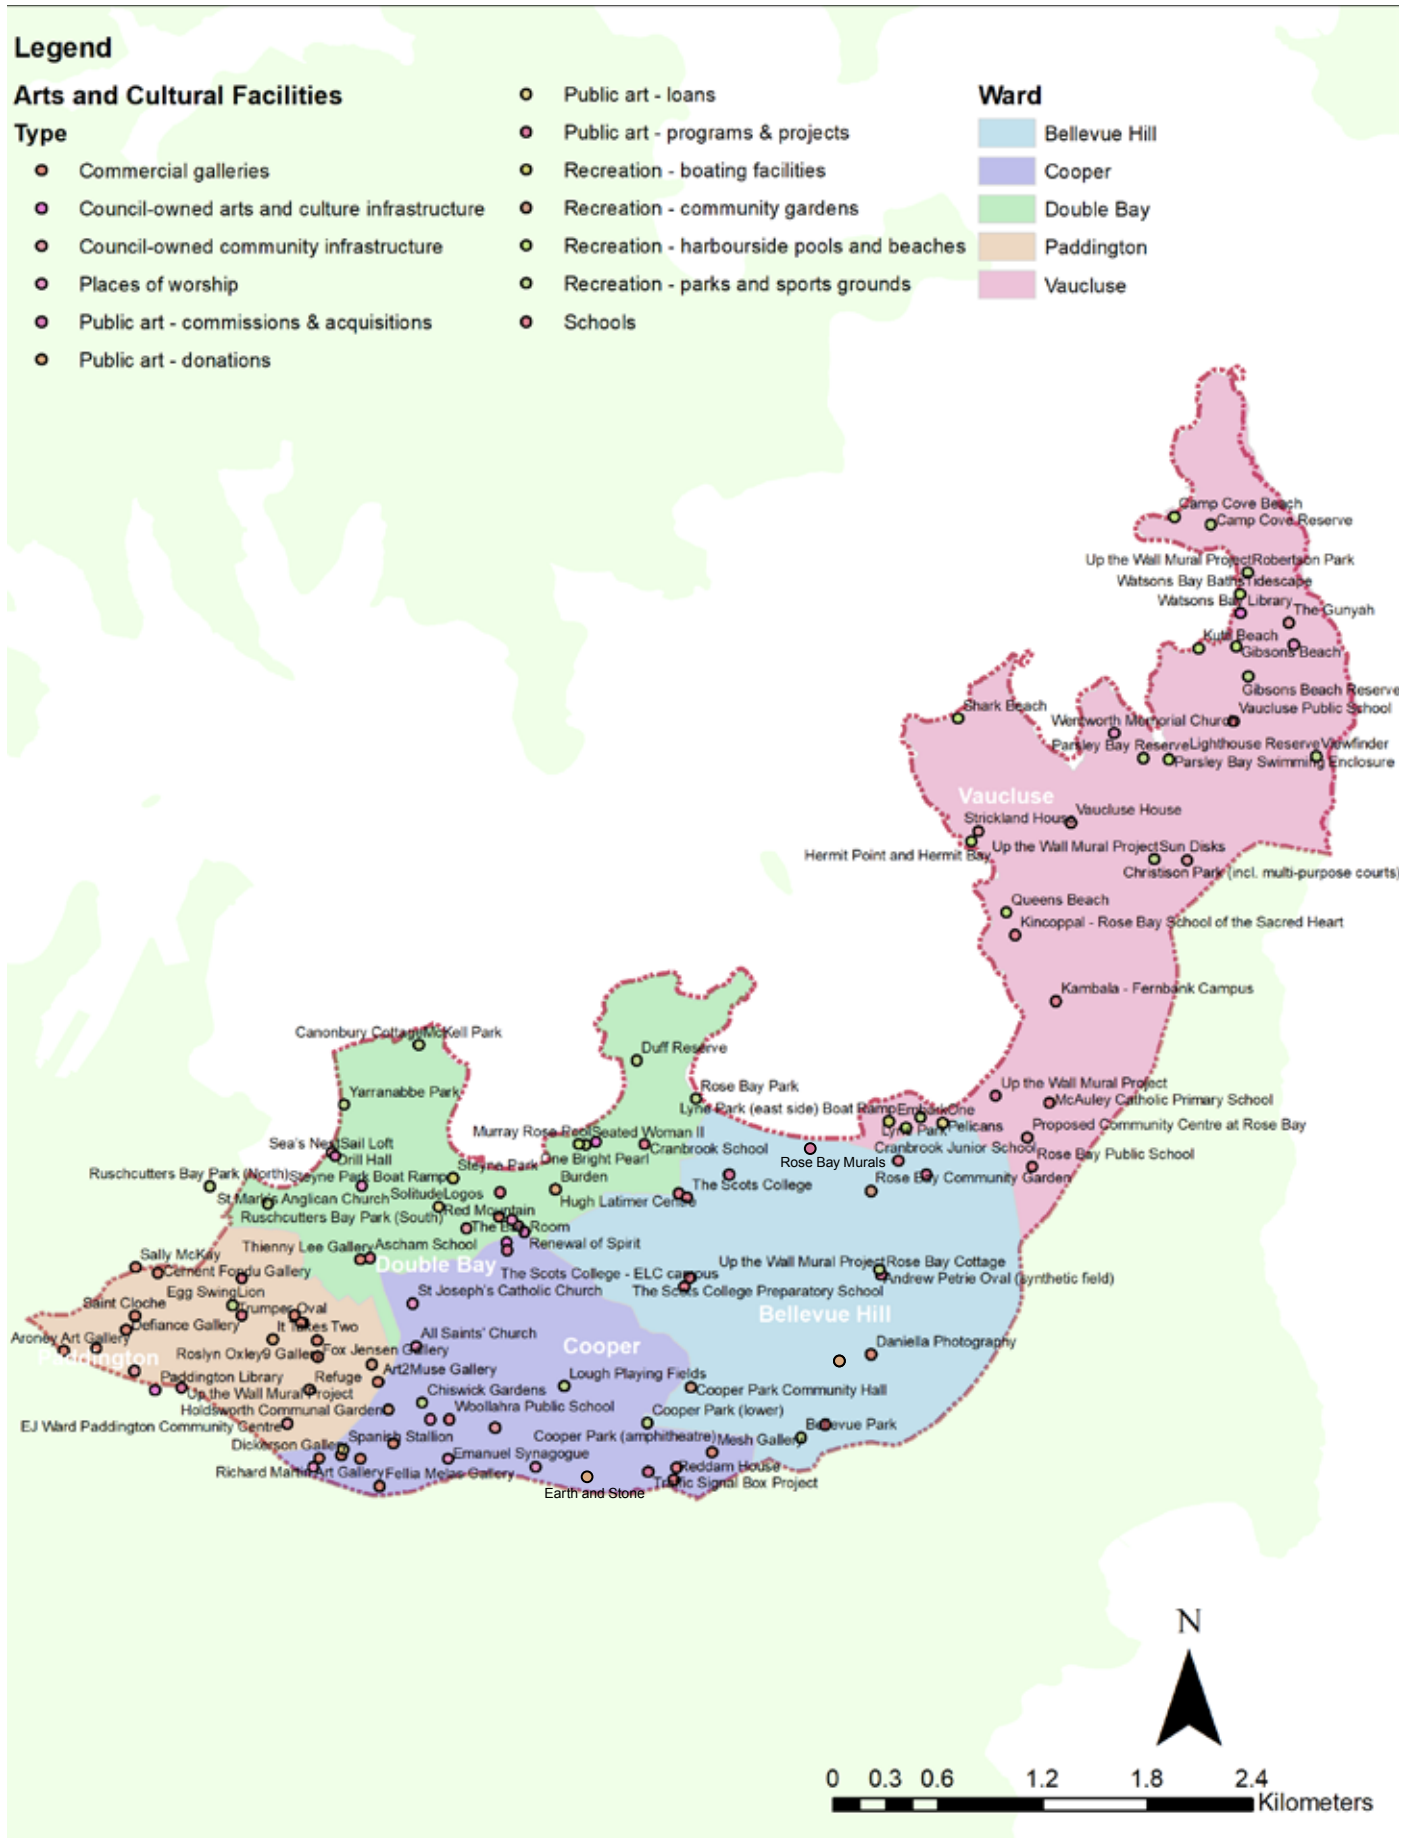 Legend
Arts and Cultural Facilities
Type
Commercial galleries
Council-owned arts and culture infrastructure
Council-owned community infrastructure
Places of worship
Public art - commissions & acquisitions
Public art - donations
Public art - loans
Public art - programs & projects
Recreation - boating facilities
Recreation - community gardens
Recreation - harbourside pools and beaches
Recreation - parks and sports grounds
Schools
Ward
Bellevue Hill
Cooper
Double Bay
Paddington
Vaucluse
Camp Cove Beach
Camp Cove Reserve
Up the Wall Mural Project
Robertson Park
Watsons Bay Baths
Tidescape
Watsons Bay Library
The Gunyah
Kutti Beach
Gibsons Beach
Gibsons Beach Reserve
Shark Beach
Vaucluse Public School
Wentworth Memorial Church
Parsley Bay Reserve
Lighthouse Reserve
Viewfinder
Parsley Bay Swimming Enclosure
Vaucluse
Vaucluse House
Strickland House
Hermit Point and Hermit Bay
Up the Wall Mural Project
Sun Disks
Christison Park (incl. multi-purpose courts)
Queens Beach
Kincoppal - Rose Bay School of the Sacred Heart
Kambala - Fernbank Campus
Canonbury Cottage
McKell Park
Duff Reserve
Yarranabbe Park
Rose Bay Park
Up the Wall Mural Project
McAuley Catholic Primary School
Lyne Park (east side) Boat Ramp
Embark
One
Lyne Park
Pelicans
Proposed Community Centre at Rose Bay
Murray Rose Pool
Seated Woman II
Cranbrook School
Cranbrook Junior School
Rose Bay Public School
Sea's Nest
Sail Loft
Drill Hall
One Bright Pearl
Rose Bay Murals
Steyne Park
Ruschcutters Bay Park (North)
Steyne Park Boat Ramp
Burden
The Scots College
Rose Bay Community Garden
St Mark's Anglican Church
Solitude
Logos
Hugh Latimer Centre
Ruschcutters Bay Park (South)
Red Mountain
The
Room
Thienny Lee Gallery
Ascham School
Renewal of Spirit
Sally McKay
Double Bay
Cement Fondu Gallery
The Scots College - ELC campus
Up the Wall Mural Project
Rose Bay Cottage
Andrew Petrie Oval (synthetic field)
Egg Swing
Lion
St Joseph's Catholic Church
The Scots College Preparatory School
Saint Cloche
Trumper Oval
Bellevue Hill
Defiance Gallery
It Takes Two
All Saints' Church
Aroney Art Gallery
Cooper
Daniella Photography
Paddington
Roslyn Oxley9 Gallery
Fox Jensen Gallery
Paddington Library
Refuge
Art2Muse Gallery
Lough Playing Fields
Up the Wall Mural Project
Chiswick Gardens
Cooper Park Community Hall
Holdsworth Communal Garden
Woollahra Public School
Cooper Park (lower)
EJ Ward Paddington Community Centre
Bellevue Park
Dickerson Gallery
Spanish Stallion
Cooper Park (amphitheatre)
Mesh Gallery
Emanuel Synagogue
Richard Martin Art Gallery
Fellia Melas Gallery
Reddam House
Earth and Stone
Traffic Signal Box Project
N
0 0.3 0.6 1.2 1.8 2.4
Kilometers